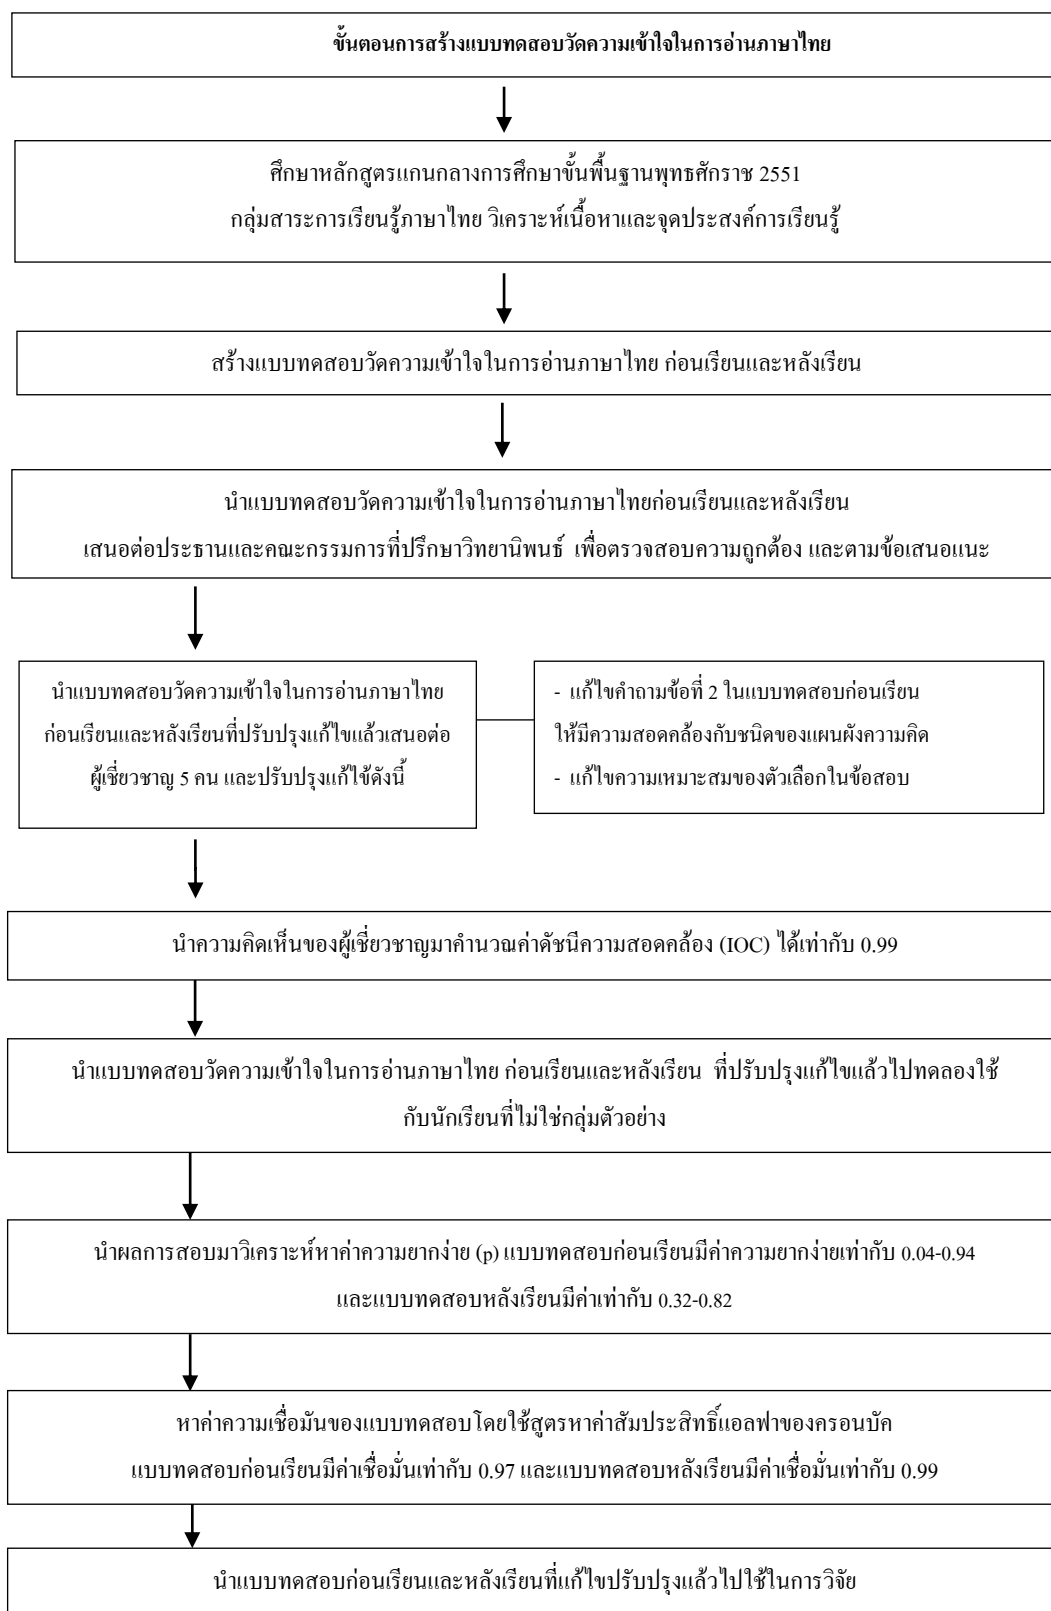 ขั้นตอนการสร้างแบบทดสอบวัดความเข้าใจในการอ่านภาษาไทย
ศึกษาหลักสูตรแกนกลางการศึกษาขั้นพื้นฐานพุทธศักราช 2551
กลุ่มสาระการเรียนรู้ภาษาไทย วิเคราะห์เนื้อหาและจุดประสงค์การเรียนรู้
สร้างแบบทดสอบวัดความเข้าใจในการอ่านภาษาไทย ก่อนเรียนและหลังเรียน
นำแบบทดสอบวัดความเข้าใจในการอ่านภาษาไทยก่อนเรียนและหลังเรียน
เสนอต่อประธานและคณะกรรมการที่ปรึกษาวิทยานิพนธ์ เพื่อตรวจสอบความถูกต้อง และตามข้อเสนอแนะ
นำแบบทดสอบวัดความเข้าใจในการอ่านภาษาไทย
ก่อนเรียนและหลังเรียนที่ปรับปรุงแก้ไขแล้วเสนอต่อ
ผู้เชี่ยวชาญ 5 คน และปรับปรุงแก้ไข้ดังนี้
- แก้ไขคำถามข้อที่ 2 ในแบบทดสอบก่อนเรียน
ให้มีความสอดคล้องกับชนิดของแผนผังความคิด
- แก้ไขความเหมาะสมของตัวเลือกในข้อสอบ
นำความคิดเห็นของผู้เชี่ยวชาญมาคำนวณค่าดัชนีความสอดคล้อง (IOC) ได้เท่ากับ 0.99
นำแบบทดสอบวัดความเข้าใจในการอ่านภาษาไทย ก่อนเรียนและหลังเรียน ที่ปรับปรุงแก้ไขแล้วไปทดลองใช้
กับนักเรียนที่ไม่ใช่กลุ่มตัวอย่าง
นำผลการสอบมาวิเคราะห์หาค่าความยากง่าย (p) แบบทดสอบก่อนเรียนมีค่าความยากง่ายเท่ากับ 0.04-0.94
และแบบทดสอบหลังเรียนมีค่าเท่ากับ 0.32-0.82
หาค่าความเชื่อมันของแบบทดสอบโดยใช้สูตรหาค่าสัมประสิทธิ์แอลฟาของครอนบัค
แบบทดสอบก่อนเรียนมีค่าเชื่อมั่นเท่ากับ 0.97 และแบบทดสอบหลังเรียนมีค่าเชื่อมั่นเท่ากับ 0.99
นำแบบทดสอบก่อนเรียนและหลังเรียนที่แก้ไขปรับปรุงแล้วไปใช้ในการวิจัย